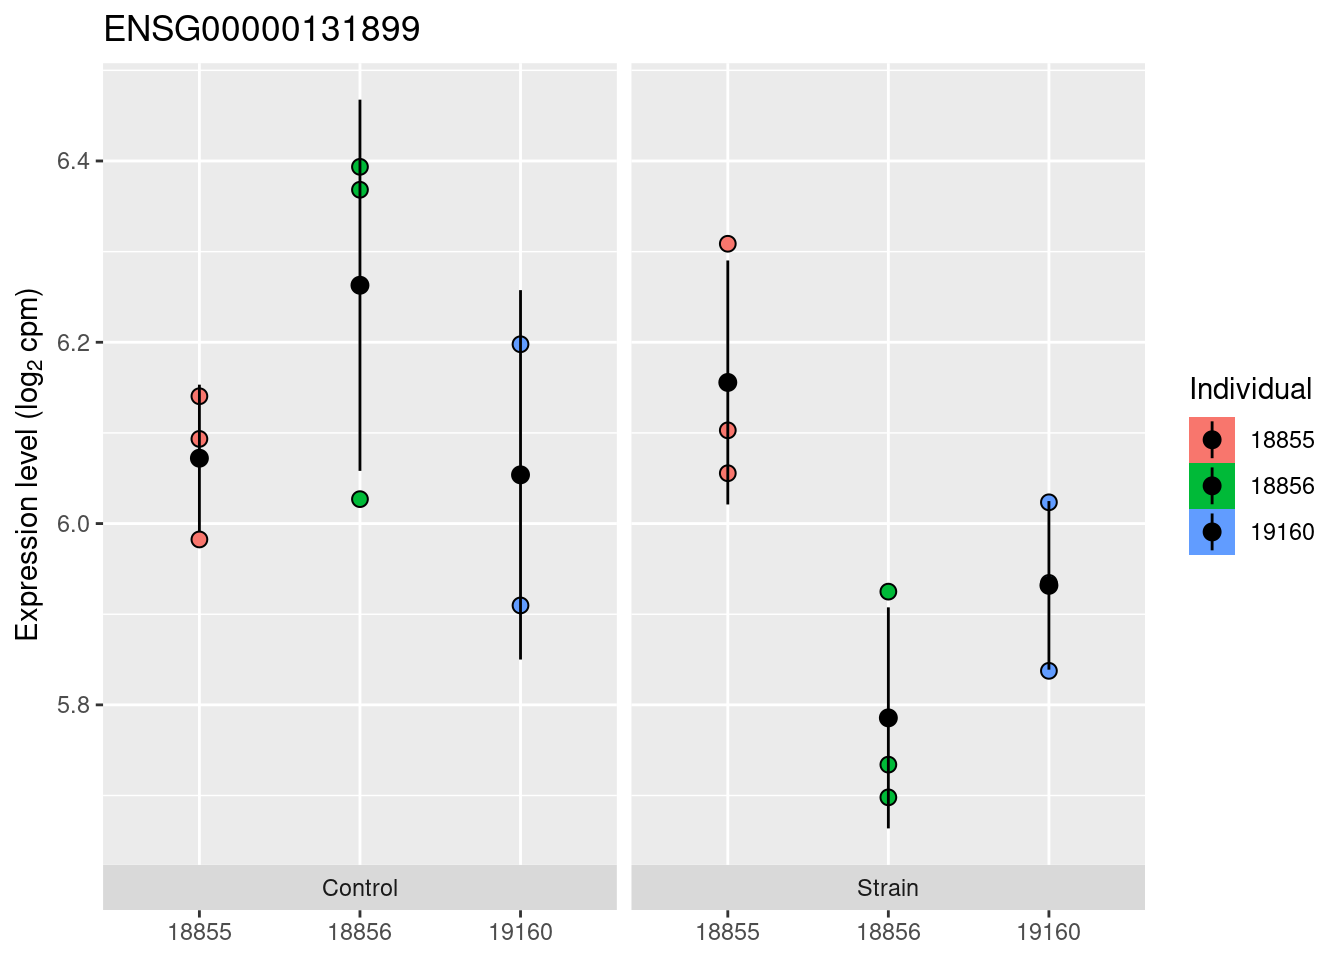 ENSG00000131899
Expression level (log₂ cpm)
6.4
6.2
6.0
5.8
Control
Strain
18855
18856
19160
18855
18856
19160
Individual
18855
18856
19160